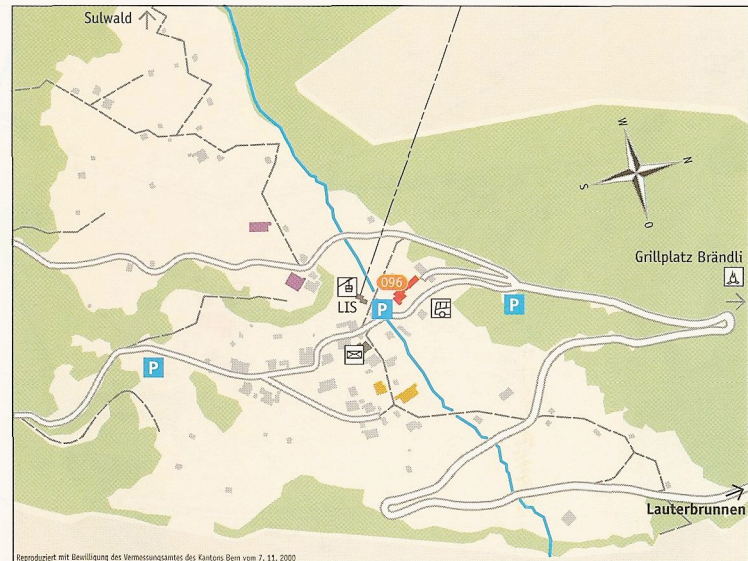 Sulwald
W
N
S
O
Grillplatz Brändli
096
LIS
P
P
P
Lauterbrunnen
Reproduziert mit Bewilligung des Vermessungsamtes des Kantons Bern vom 7. 11. 2000